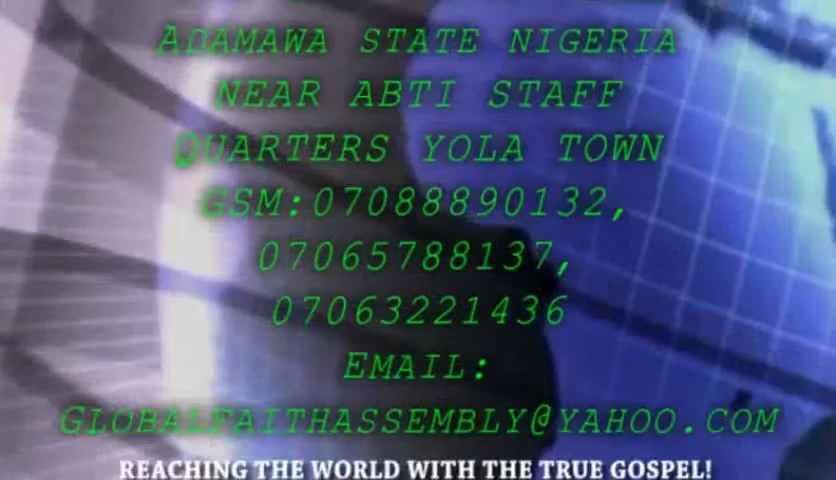 ADAMAWA STATE NIGERIA
NEAR ABTI STAFF
QUARTERS YOLA TOWN
GSM:07088890132,
07065788137,
07063221436
EMAIL:
GLOBALFAITHASSEMBLY@YAHOO.COM
REACHING THE WORLD WITH THE TRUE GOSPEL!